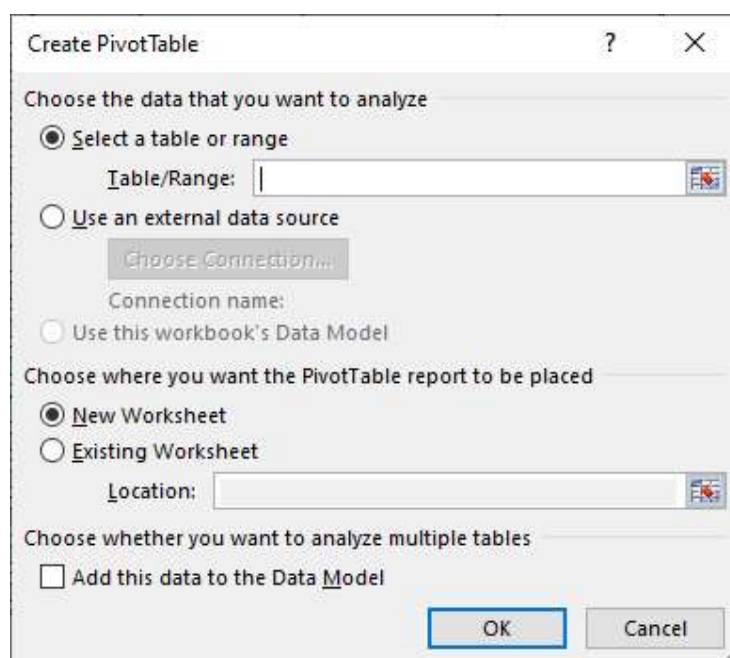 Create PivotTable ?
Choose the data that you want to analyze
Select a table or range
Table/Range:
Use an external data source
Choose Connection...
Connection name:
Use this workbook's Data Model
Choose where you want the PivotTable report to be placed
New Worksheet
Existing Worksheet
Location:
Choose whether you want to analyze multiple tables
Add this data to the Data Model
OK Cancel